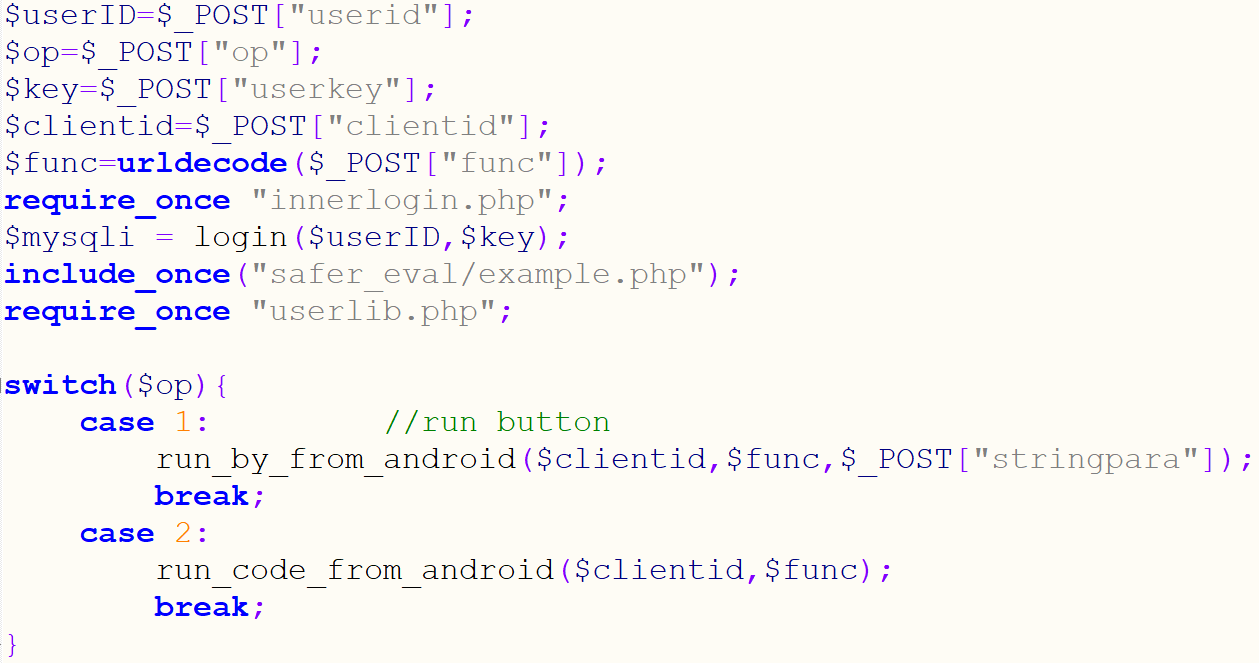 $userID=$_POST["userid"];
$op=$_POST["op"];
$key=$_POST["userkey"];
$clientid=$_POST["clientid"];
$func=urldecode($_POST["func"]);
require_once "innerlogin.php";
$mysqli = login($userID,$key);
include_once("safer_eval/example.php");
require_once "userlib.php";
switch($op){
case 1: //run button
run_by_from_android($clientid,$func,$_POST["stringpara"]);
break;
case 2:
run_code_from_android($clientid,$func);
break;
}